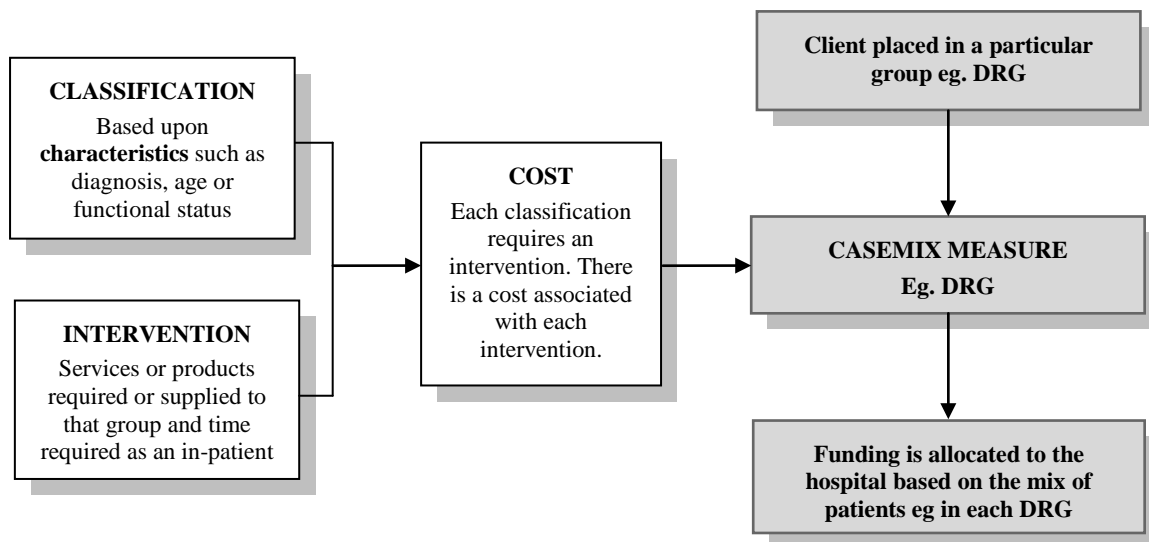 CLASSIFICATION
Based upon
characteristics such as
diagnosis, age or
functional status
INTERVENTION
Services or products
required or supplied to
that group and time
required as an in-patient
COST
Each classification
requires an
intervention. There
is a cost associated
with each
intervention.
Client placed in a particular
group eg. DRG
CASEMIX MEASURE
Eg. DRG
Funding is allocated to the
hospital based on the mix of
patients eg in each DRG